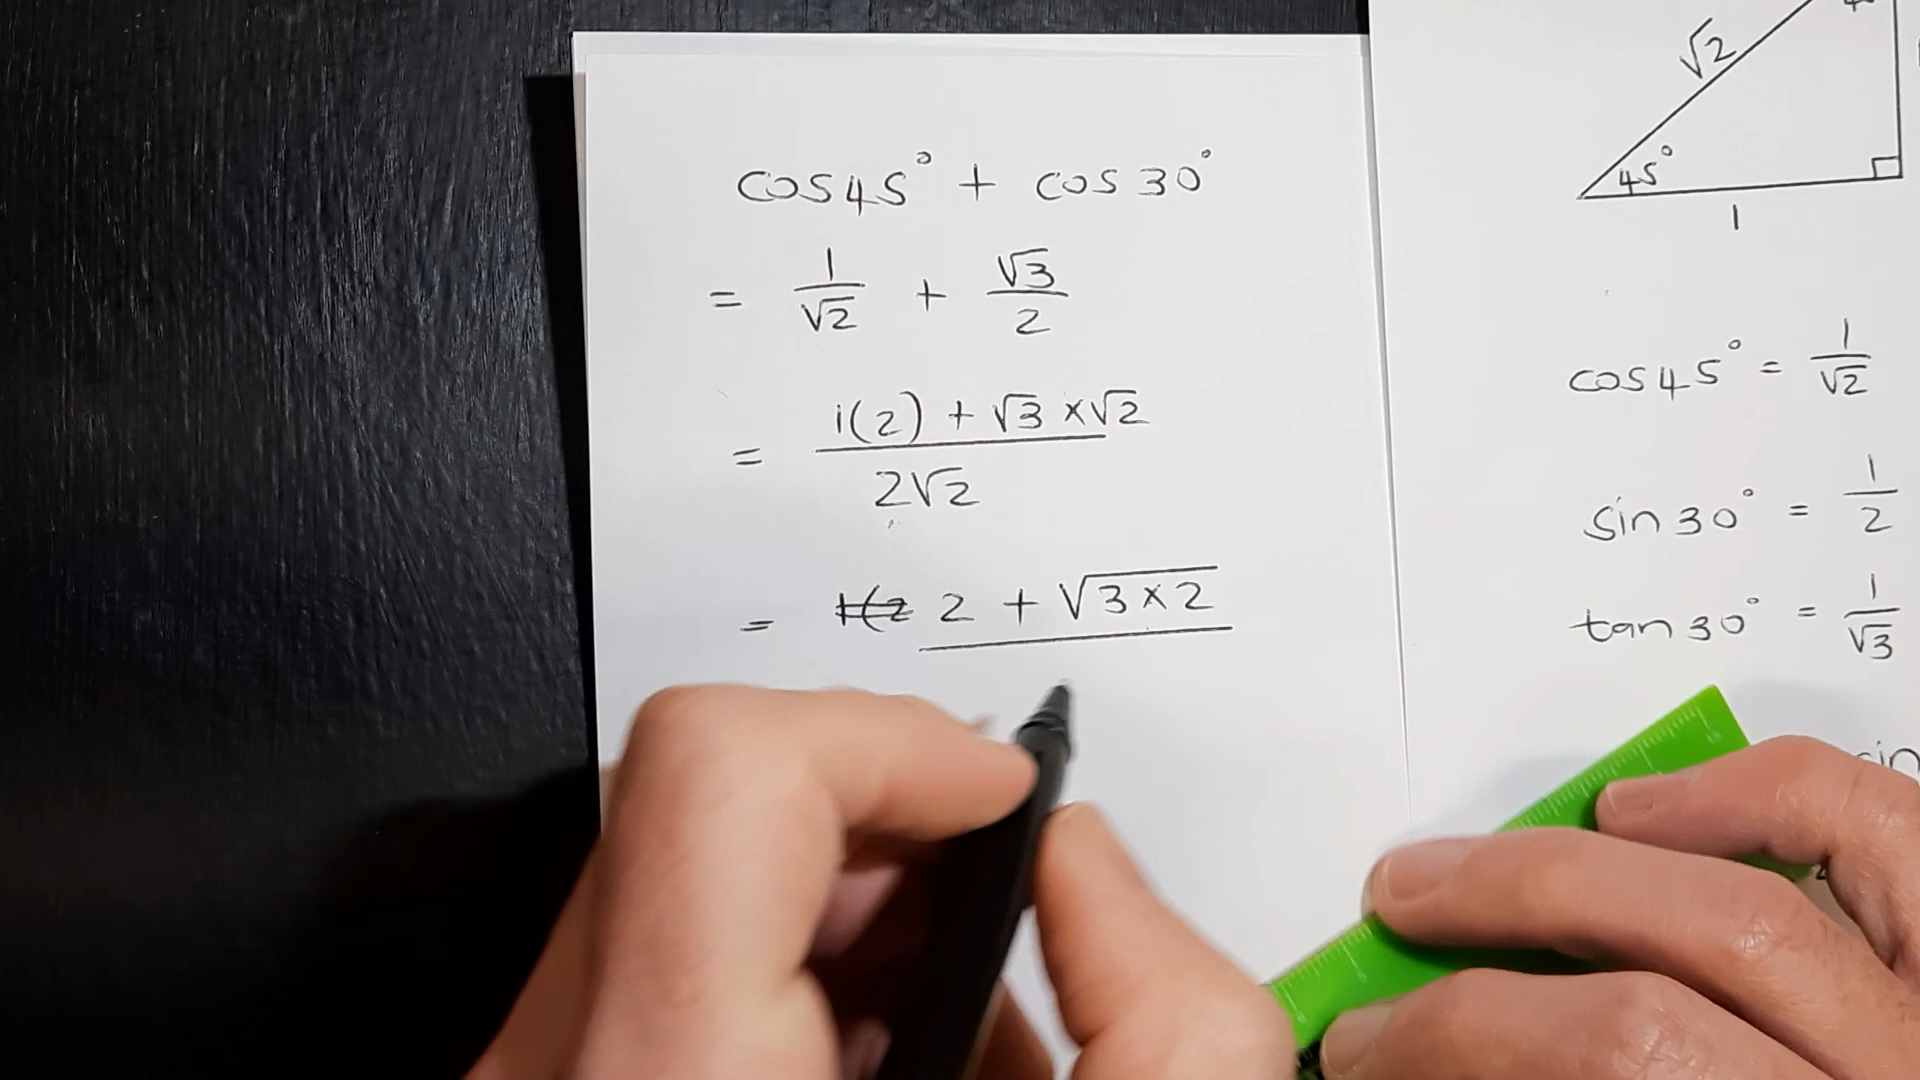 cos45° + cos30°
= 1/√2 + √3/2
= 1(2) + √3 ×√2
2√2
= 2 + √3×2
√2
45°
1
cos45° = 1/√2
sin30° = 1/2
tan30° = 1/√3